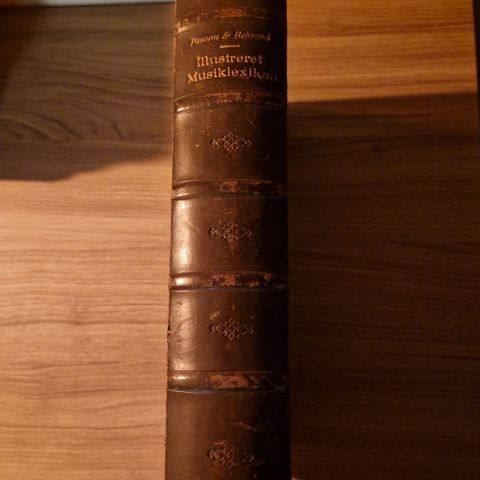 Panum & Behrend
Illustreret
Musiklexikon